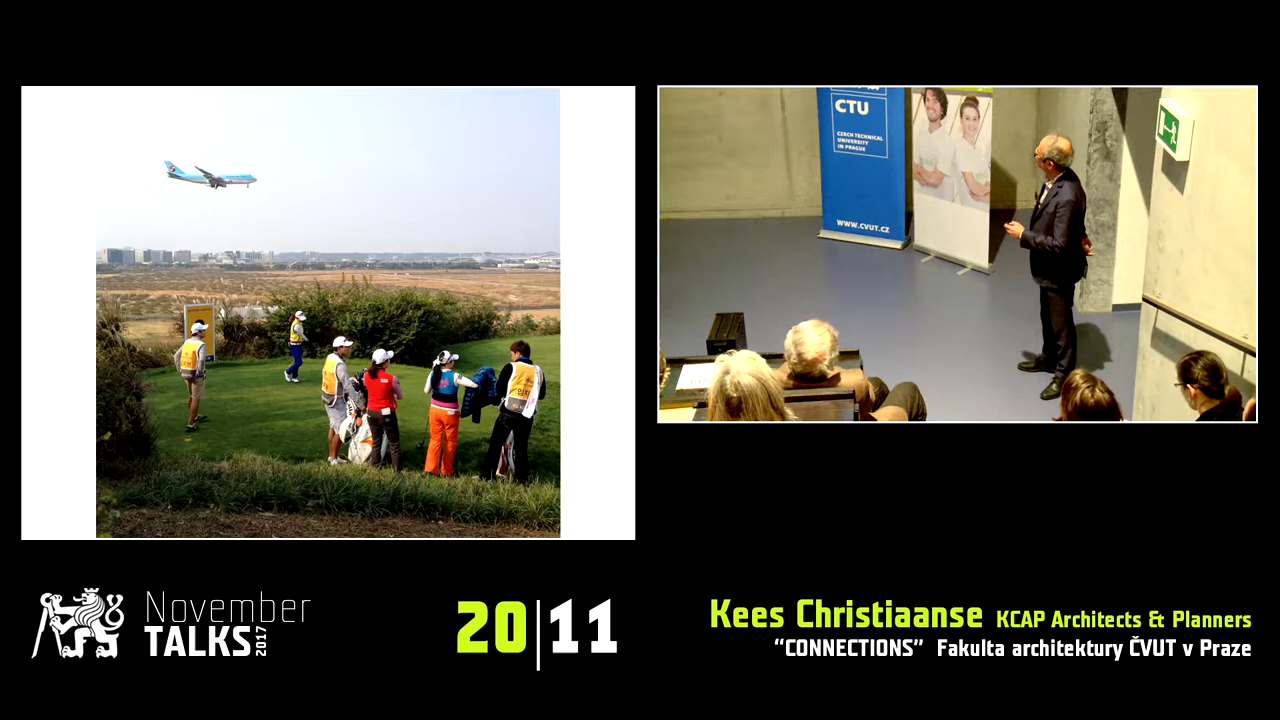 CTU
CZECH TECHNICAL
UNIVERSITY
IN PRAGUE
WWW.CVUT.CZ
November
TALKS 2017
20|11
Kees Christiaanse KCAP Architects & Planners
“CONNECTIONS” Fakulta architektury ČVUT v Praze